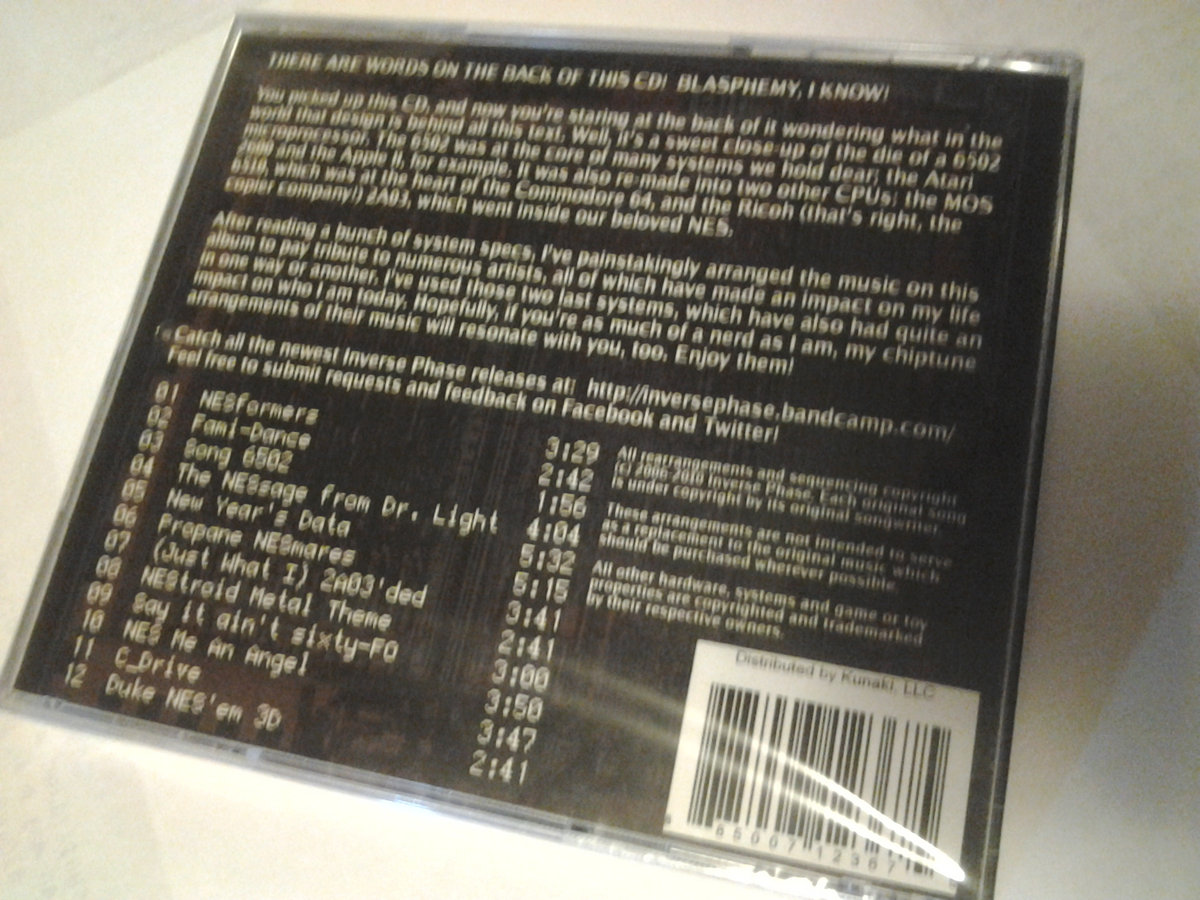 THERE ARE WORDS ON THE BACK OF THIS CD! BLASPHEMY, I KNOW!
You picked up this CD, and now you're staring at the back of it wondering what in the
world that design is behind all this text. Well, it's a sweet close-up of the die of a 6502
microprocessor. The 6502 was at the core of many systems we hold dear; the Atari
2600 and the Apple II, for example. It was also re-made into two other CPUs: the MOS
6510, which was at the heart of the Commodore 64, and the Ricoh (that's right, the
copier company!) 2A03, which went inside our beloved NES.
After reading a bunch of system specs, I've painstakingly arranged the music on this
album to pay tribute to numerous artists, all of which have made an impact on my life
in one way or another. I've used those two last systems, which have also had quite an
impact on who I am today. Hopefully, if you're as much of a nerd as I am, my chiptune
arrangements of their music will resonate with you, too. Enjoy them!
Catch all the newest Inverse Phase releases at: http://inversephase.bandcamp.com/
Feel free to submit requests and feedback on Facebook and Twitter!
01 NESformers 3:29
02 Fami-Dance 2:42
03 Song 6502 1:56
04 The NESsage from Dr. Light 4:04
05 New Year's Data 5:32
06 Propane NESmares 5:15
07 (Just What I) 2A03'ded 3:41
08 NEStroid Metal Theme 2:41
09 Say it ain't sixty-FO 3:00
10 NES Me An Angel 3:50
11 C_Drive 3:47
12 Duke NES'em 3D 2:41
All rearrangements and sequencing copyright
(c) 2006-2010 Inverse Phase. Each original song
is under copyright by its original songwriter.
These arrangements are not intended to serve
as a replacement to the original music, which
should be purchased wherever possible.
All other hardware, systems and game or toy
properties are copyrighted and trademarked
by their respective owners.
Distributed by Kunaki, LLC